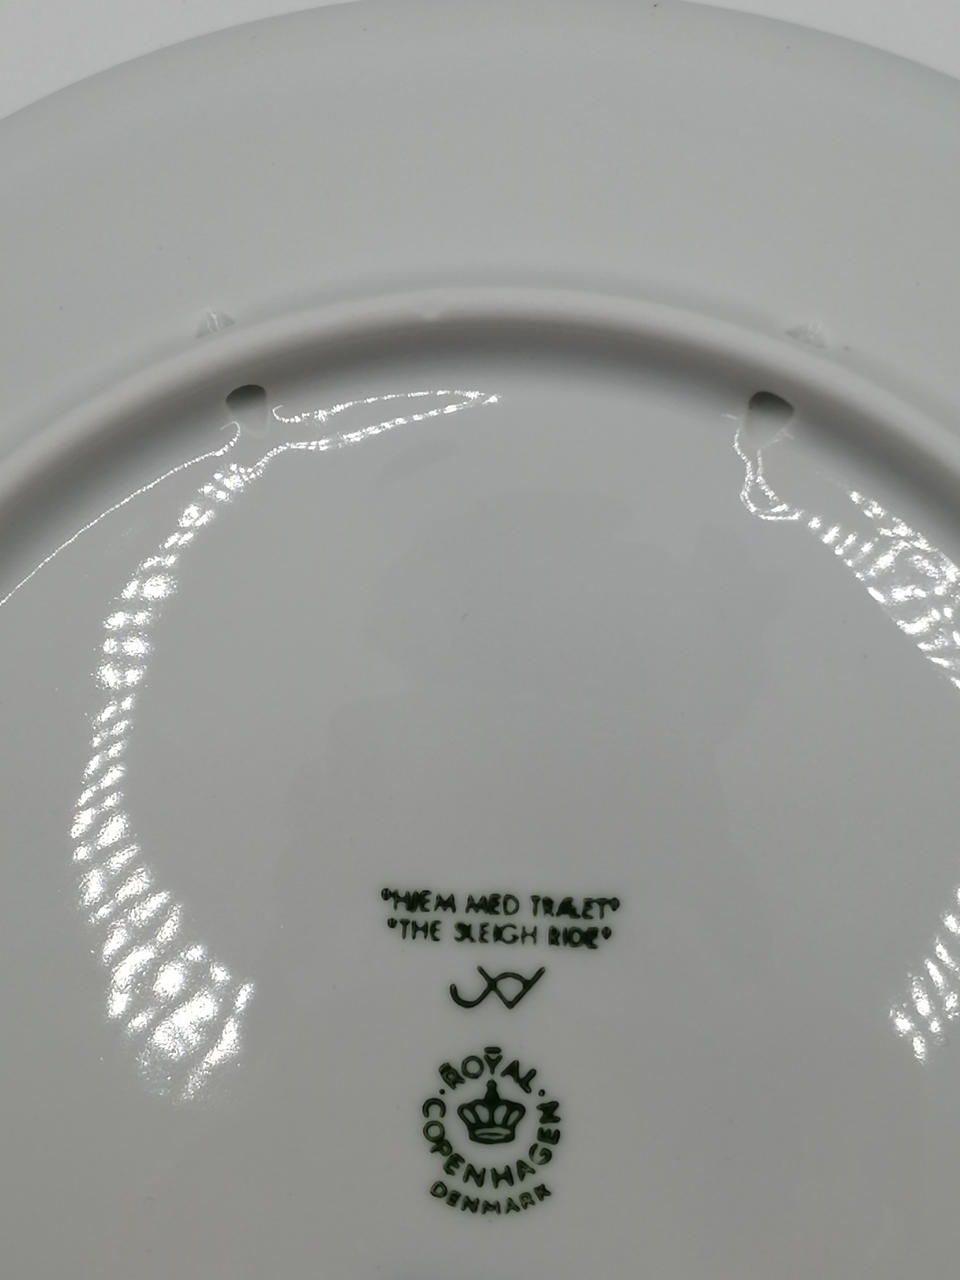 "HJEM MED TRÆET"
"THE SLEIGH RIDE"
ROYAL
COPENHAGEN
DENMARK